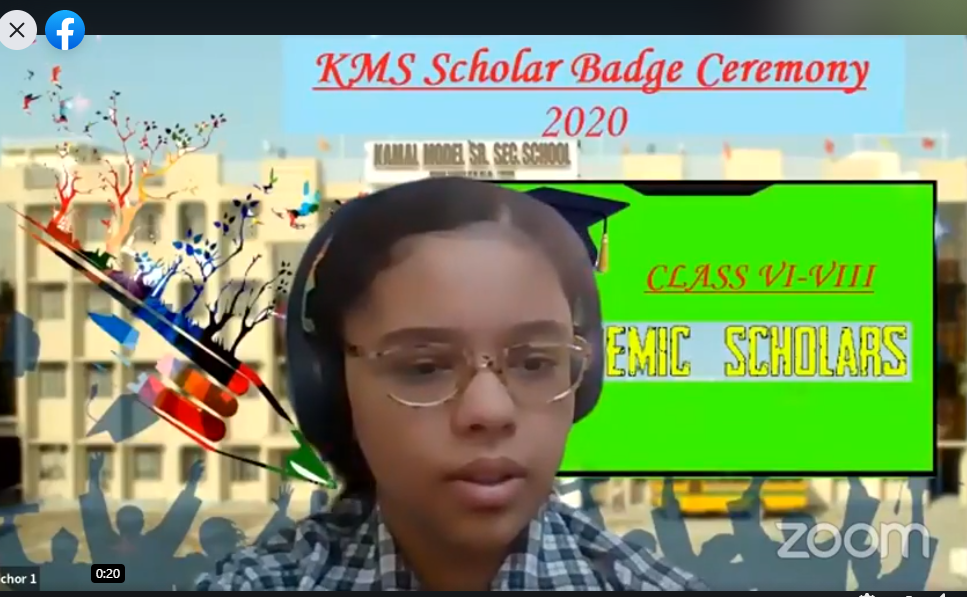 KMS Scholar Badge Ceremony
2020
KAMAL MODEL SR. SEC. SCHOOL
CLASS VI-VIII
EMIC SCHOLARS
zoom
chor 1
0:20